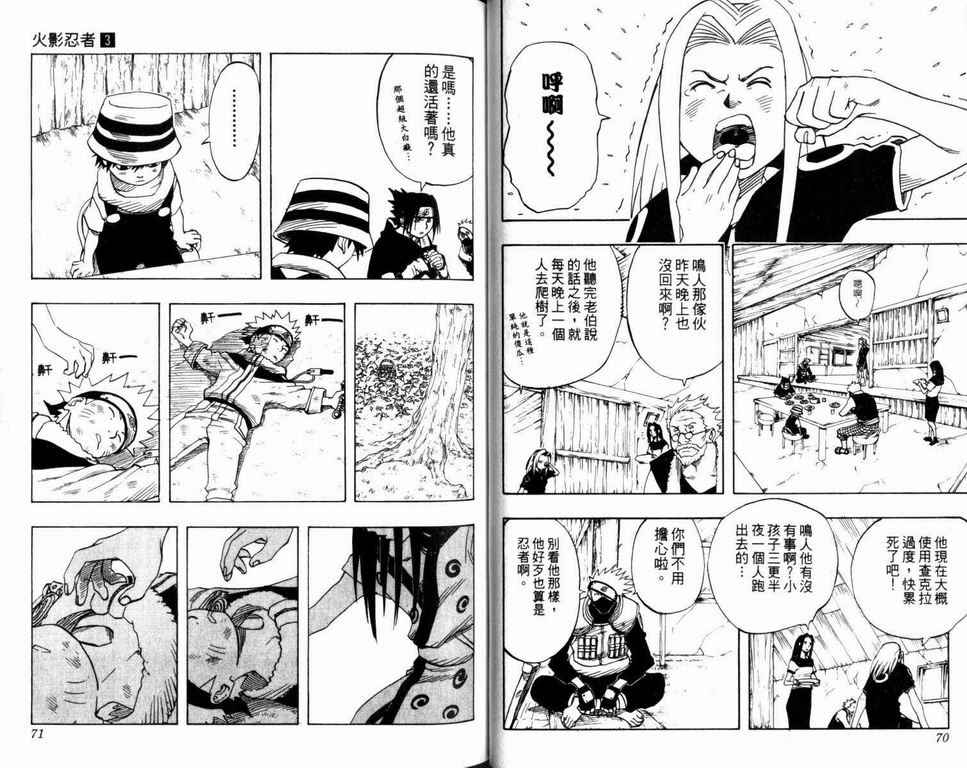 呼
啊
～～～～
嗯啊?
鳴人那傢伙
昨天晚上也
沒回來啊?
他聽完老伯說
的話之後，就
每天晚上一個
人去爬樹了。
他就是這種
單純的傻瓜…
他現在大概
使用查克拉
過度，快累
死了吧!
鳴人他有沒
有事啊?小
孩子三更半
夜一個人跑
出去的…
你們不用
擔心啦。
別看他那樣，
他好歹也算是
忍者啊。
70
火影忍者 3
是嗎……他真
的還活著嗎?
那個超級大白癡…
………
鼾—
鼾—
鼾—
鼾
71